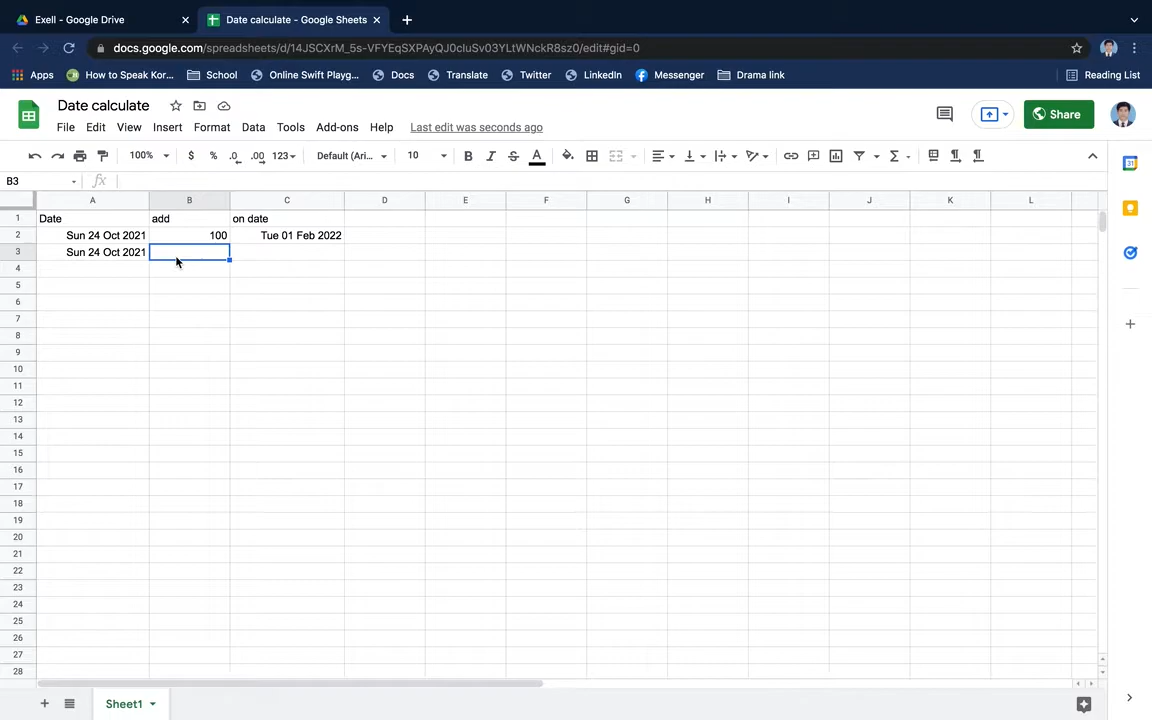 Exell - Google Drive
Date calculate - Google Sheets
docs.google.com/spreadsheets/d/14JSCXrM_5s-VFYEqSXPAyQJ0cIuSv03YLtWNckR8sz0/edit#gid=0
Apps How to Speak Kor... School Online Swift Playg... Docs Translate Twitter LinkedIn Messenger Drama link Reading List
Date calculate
File Edit View Insert Format Data Tools Add-ons Help Last edit was seconds ago
Share
100% $ % .0 .00 123 Default (Ari... 10 B I S A
B3 fx
A B C D E F G H I J K L
1 Date add on date
2 Sun 24 Oct 2021 100 Tue 01 Feb 2022
3 Sun 24 Oct 2021
4
5
6
7
8
9
10
11
12
13
14
15
16
17
18
19
20
21
22
23
24
25
26
27
28
Sheet1
31